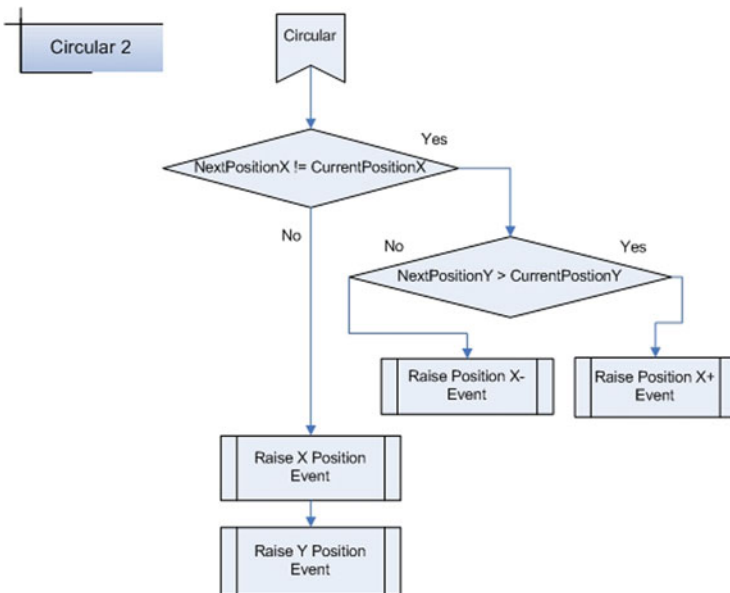 Circular 2
Circular
Yes
NextPositionX != CurrentPositionX
No
No
Yes
NextPositionY > CurrentPostionY
Raise Position X-
Event
Raise Position X+
Event
Raise X Position
Event
Raise Y Position
Event